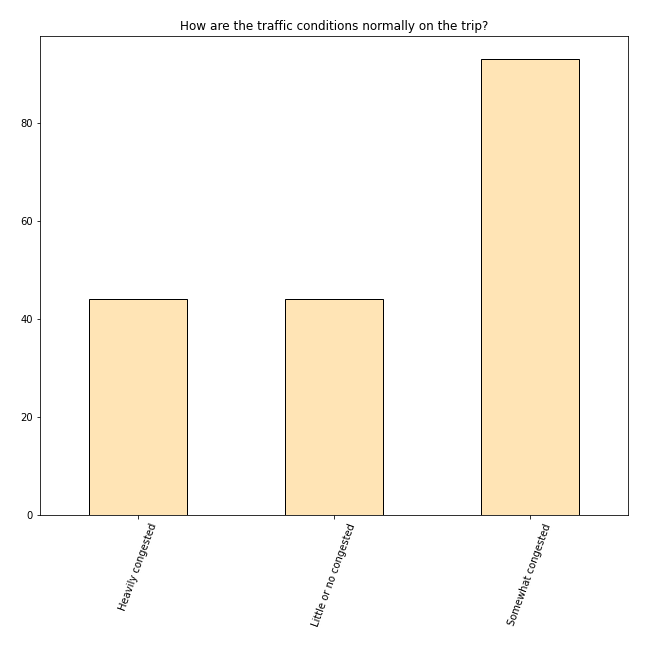 How are the traffic conditions normally on the trip?
80
60
40
20
0
Heavily congested
Little or no congested
Somewhat congested